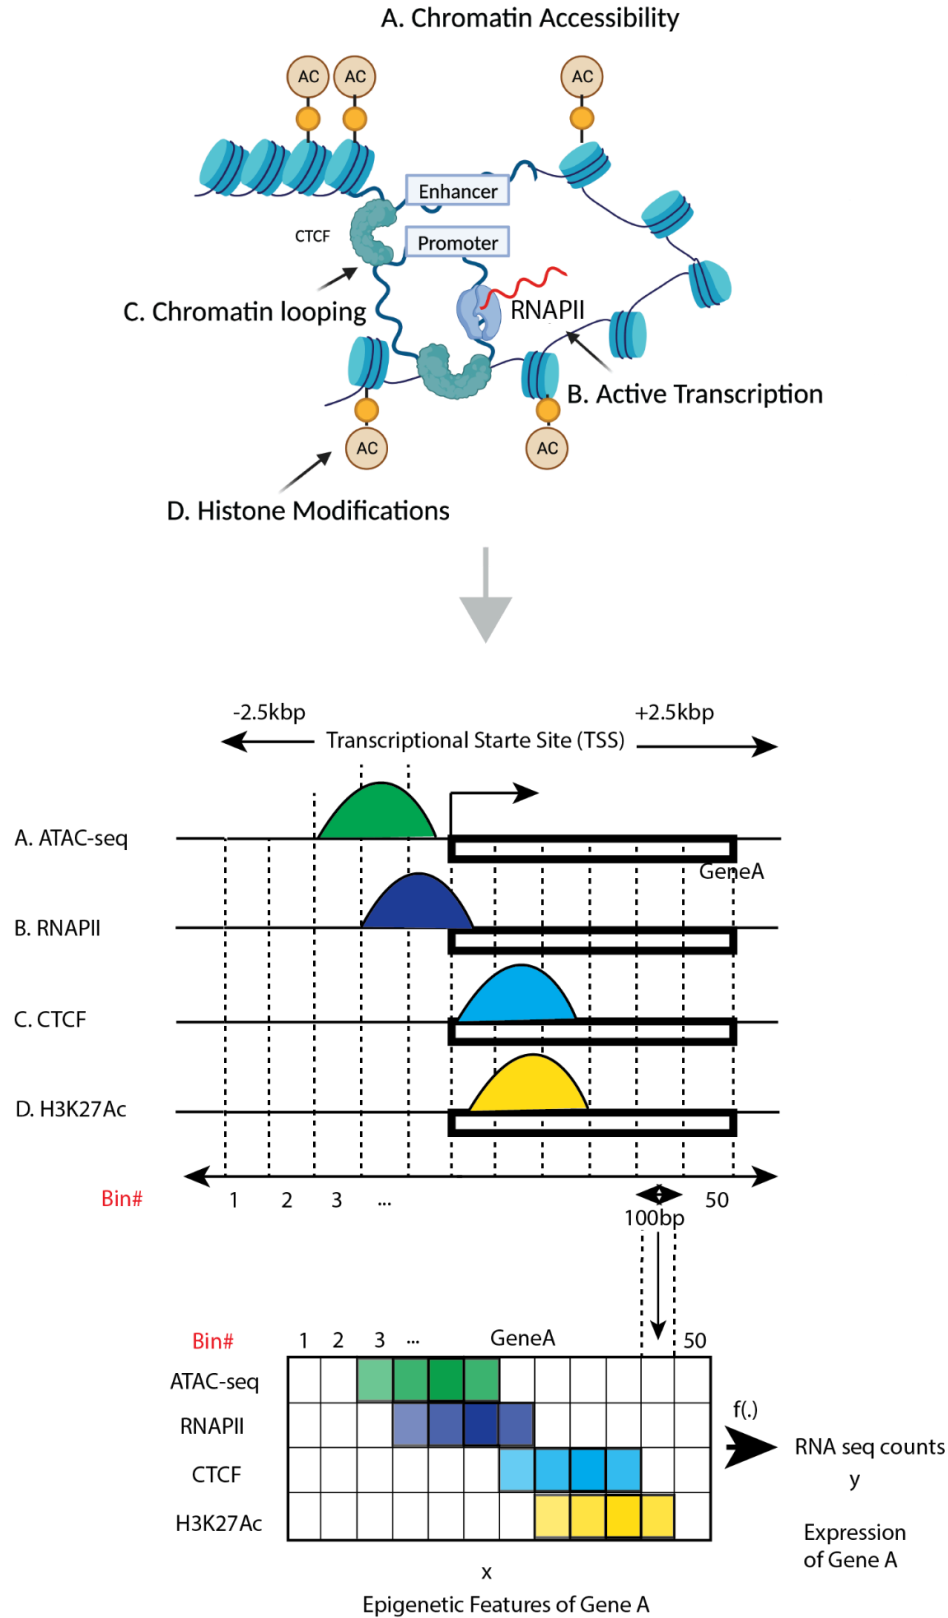 A. Chromatin Accessibility
AC
AC
AC
Enhancer
CTCF
Promoter
C. Chromatin looping
RNAPII
B. Active Transcription
AC
AC
D. Histone Modifications
-2.5kbp
+2.5kbp
Transcriptional Starte Site (TSS)
A. ATAC-seq
GeneA
B. RNAPII
C. CTCF
D. H3K27Ac
Bin# 1 2 3 ... 50
100bp
Bin# 1 2 3 ... GeneA 50
ATAC-seq
RNAPII
CTCF
H3K27Ac
f(.)
RNA seq counts
y
Expression
of Gene A
x
Epigenetic Features of Gene A